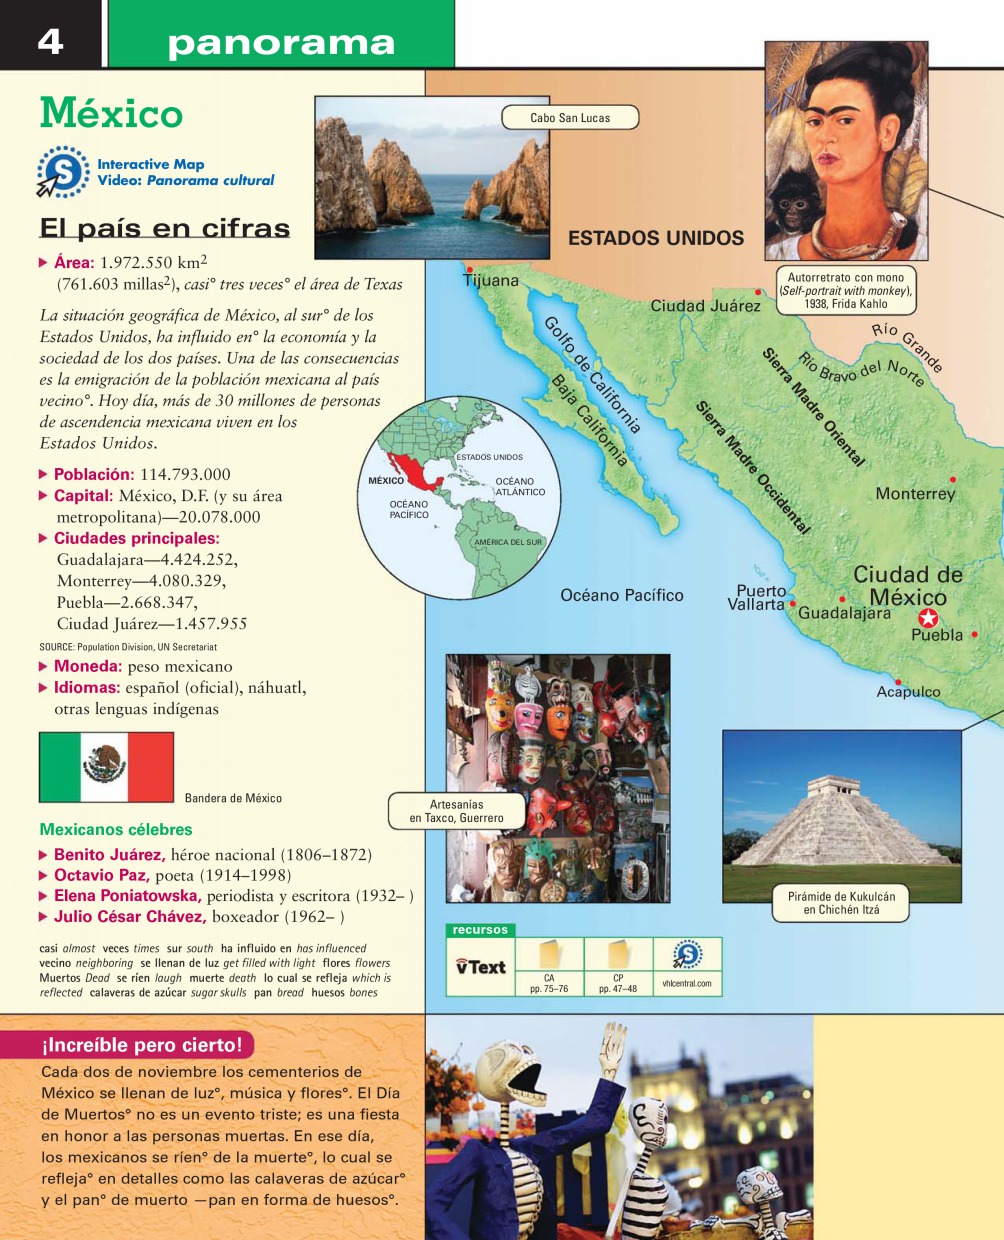 4
panorama
México
Interactive Map
Video: Panorama cultural
El país en cifras
Área: 1.972.550 km2
(761.603 millas2), casi° tres veces° el área de Texas
La situación geográfica de México, al sur° de los
Estados Unidos, ha influido en° la economía y la
sociedad de los dos países. Una de las consecuencias
es la emigración de la población mexicana al país
vecino°. Hoy día, más de 30 millones de personas
de ascendencia mexicana viven en los
Estados Unidos.
Población: 114.793.000
Capital: México, D.F. (y su área
metropolitana)—20.078.000
Ciudades principales:
Guadalajara—4.424.252,
Monterrey—4.080.329,
Puebla—2.668.347,
Ciudad Juárez—1.457.955
SOURCE: Population Division, UN Secretariat
Moneda: peso mexicano
Idiomas: español (oficial), náhuatl,
otras lenguas indígenas
Bandera de México
Mexicanos célebres
Benito Juárez, héroe nacional (1806–1872)
Octavio Paz, poeta (1914–1998)
Elena Poniatowska, periodista y escritora (1932– )
Julio César Chávez, boxeador (1962– )
casi almost veces times sur south ha influido en has influenced
vecino neighboring se llenan de luz get filled with light flores flowers
Muertos Dead se ríen laugh muerte death lo cual se refleja which is
reflected calaveras de azúcar sugar skulls pan bread huesos bones
Cabo San Lucas
ESTADOS UNIDOS
Autorretrato con mono
(Self-portrait with monkey),
1938, Frida Kahlo
Tijuana
Ciudad Juárez
Río Grande
Río Bravo del Norte
Golfo de California
Baja California
Sierra Madre Oriental
Sierra Madre Occidental
Monterrey
ESTADOS UNIDOS
MÉXICO
OCÉANO
ATLÁNTICO
OCÉANO
PACÍFICO
AMÉRICA DEL SUR
Océano Pacífico
Puerto
Vallarta
Guadalajara
Ciudad de
México
Puebla
Acapulco
Artesanías
en Taxco, Guerrero
Pirámide de Kukulcán
en Chichén Itzá
recursos
vText
CA
pp. 75–76
CP
pp. 47–48
S
vhlcentral.com
¡Increíble pero cierto!
Cada dos de noviembre los cementerios de
México se llenan de luz°, música y flores°. El Día
de Muertos° no es un evento triste; es una fiesta
en honor a las personas muertas. En ese día,
los mexicanos se ríen° de la muerte°, lo cual se
refleja° en detalles como las calaveras de azúcar°
y el pan° de muerto —pan en forma de huesos°.